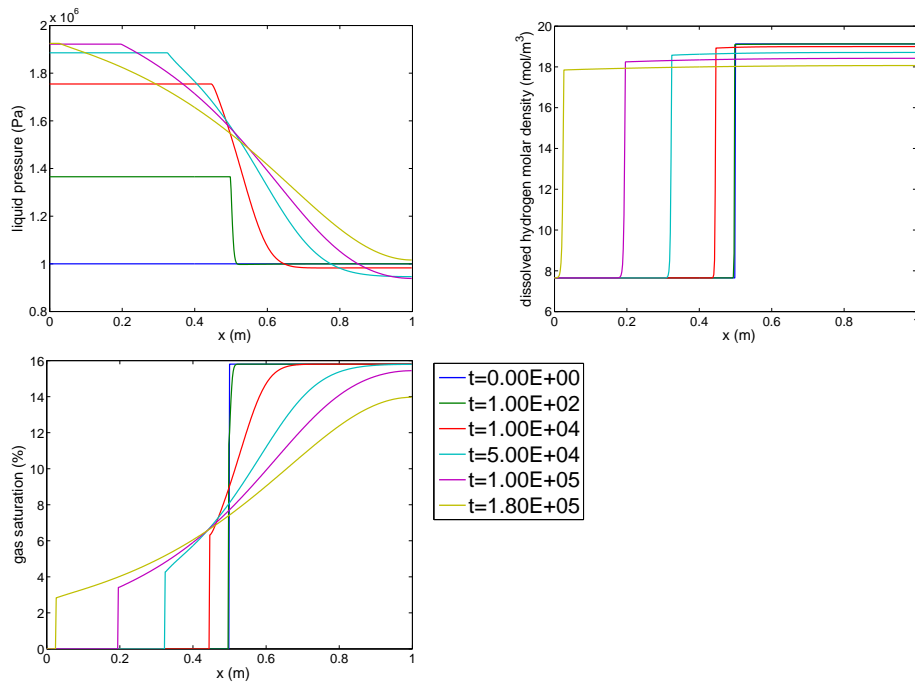 x 10⁶
2
1.8
1.6
1.4
1.2
1
0.8
0 0.2 0.4 0.6 0.8 1
x (m)
liquid pressure (Pa)
20
18
16
14
12
10
8
6
0 0.2 0.4 0.6 0.8 1
x (m)
dissolved hydrogen molar density (mol/m³)
16
14
12
10
8
6
4
2
0
0 0.2 0.4 0.6 0.8 1
x (m)
gas saturation (%)
t=0.00E+00
t=1.00E+02
t=1.00E+04
t=5.00E+04
t=1.00E+05
t=1.80E+05